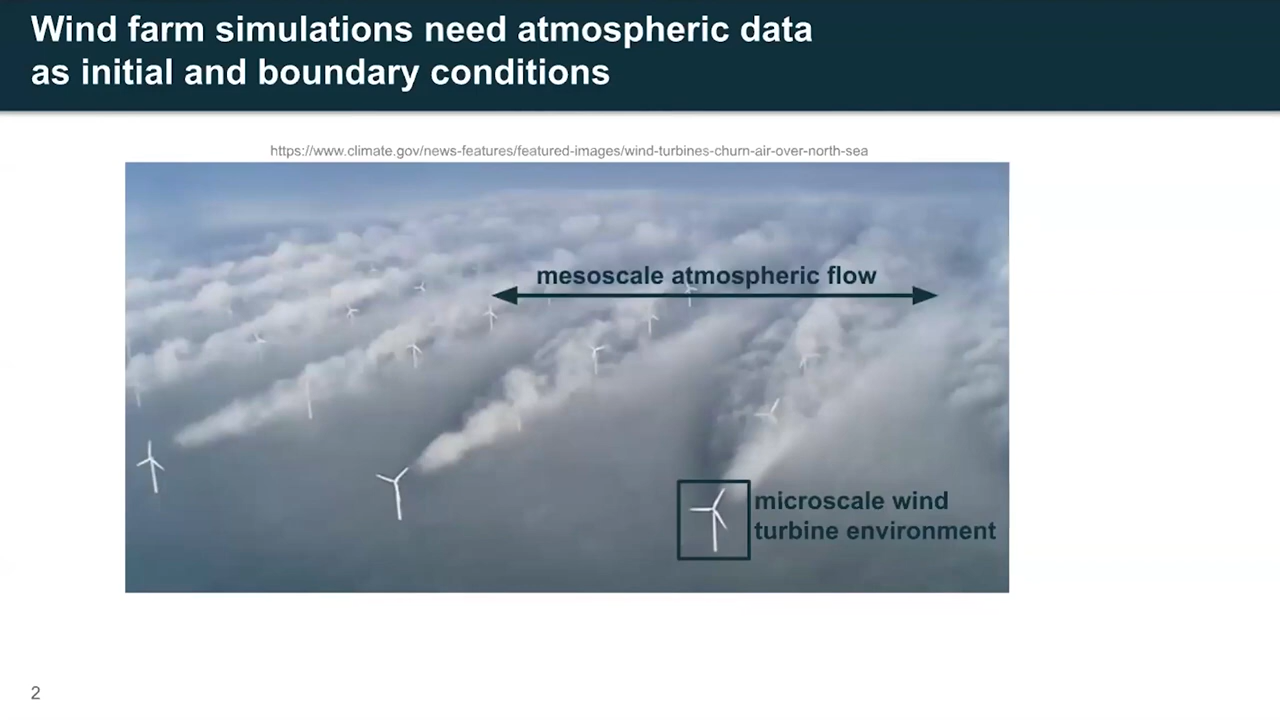 Wind farm simulations need atmospheric data
as initial and boundary conditions
https://www.climate.gov/news-features/featured-images/wind-turbines-churn-air-over-north-sea
mesoscale atmospheric flow
microscale wind
turbine environment
2